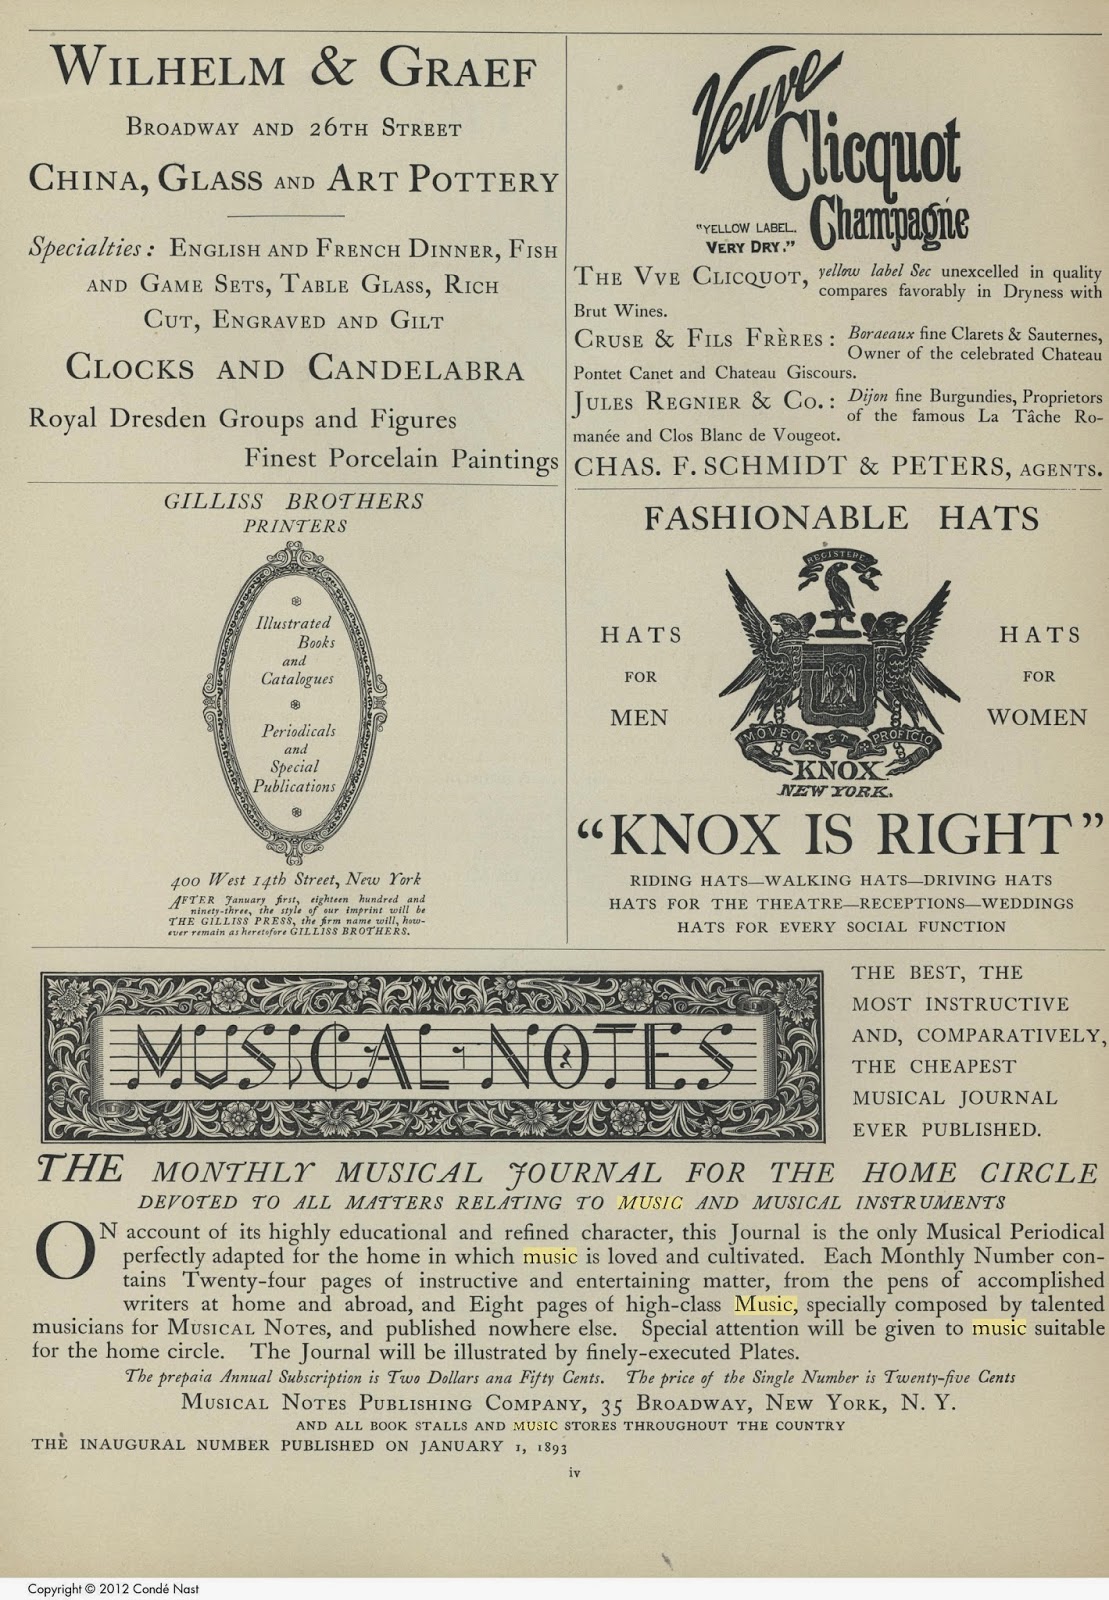 WILHELM & GRAEF
BROADWAY AND 26TH STREET
CHINA, GLASS AND ART POTTERY
Specialties: ENGLISH AND FRENCH DINNER, FISH
AND GAME SETS, TABLE GLASS, RICH
CUT, ENGRAVED AND GILT
CLOCKS AND CANDELABRA
Royal Dresden Groups and Figures
Finest Porcelain Paintings
Veuve
Clicquot
Champagne
"YELLOW LABEL.
VERY DRY."
THE VVE CLICQUOT, yellow label Sec unexcelled in quality
compares favorably in Dryness with
Brut Wines.
CRUSE & FILS FRÈRES: Boraeaux fine Clarets & Sauternes,
Owner of the celebrated Chateau
Pontet Canet and Chateau Giscours.
JULES REGNIER & CO.: Dijon fine Burgundies, Proprietors
of the famous La Tâche Ro-
manée and Clos Blanc de Vougeot.
CHAS. F. SCHMIDT & PETERS, AGENTS.
GILLISS BROTHERS
PRINTERS
Illustrated
Books
and
Catalogues
Periodicals
and
Special
Publications
400 West 14th Street, New York
AFTER January first, eighteen hundred and
ninety-three, the style of our imprint will be
THE GILLISS PRESS, the firm name will, how-
ever remain as heretofore GILLISS BROTHERS.
FASHIONABLE HATS
REGISTERED
HATS
FOR
MEN
HATS
FOR
WOMEN
MOVEO ET PROFICIO
KNOX
NEW YORK.
"KNOX IS RIGHT"
RIDING HATS—WALKING HATS—DRIVING HATS
HATS FOR THE THEATRE—RECEPTIONS—WEDDINGS
HATS FOR EVERY SOCIAL FUNCTION
MUSICAL NOTES
THE BEST, THE
MOST INSTRUCTIVE
AND, COMPARATIVELY,
THE CHEAPEST
MUSICAL JOURNAL
EVER PUBLISHED.
THE MONTHLY MUSICAL JOURNAL FOR THE HOME CIRCLE
DEVOTED TO ALL MATTERS RELATING TO MUSIC AND MUSICAL INSTRUMENTS
ON account of its highly educational and refined character, this Journal is the only Musical Periodical
perfectly adapted for the home in which music is loved and cultivated. Each Monthly Number con-
tains Twenty-four pages of instructive and entertaining matter, from the pens of accomplished
writers at home and abroad, and Eight pages of high-class Music, specially composed by talented
musicians for MUSICAL NOTES, and published nowhere else. Special attention will be given to music suitable
for the home circle. The Journal will be illustrated by finely-executed Plates.
The prepaia Annual Subscription is Two Dollars ana Fifty Cents. The price of the Single Number is Twenty-five Cents
MUSICAL NOTES PUBLISHING COMPANY, 35 BROADWAY, NEW YORK, N. Y.
AND ALL BOOK STALLS AND MUSIC STORES THROUGHOUT THE COUNTRY
THE INAUGURAL NUMBER PUBLISHED ON JANUARY 1, 1893
iv
Copyright © 2012 Condé Nast